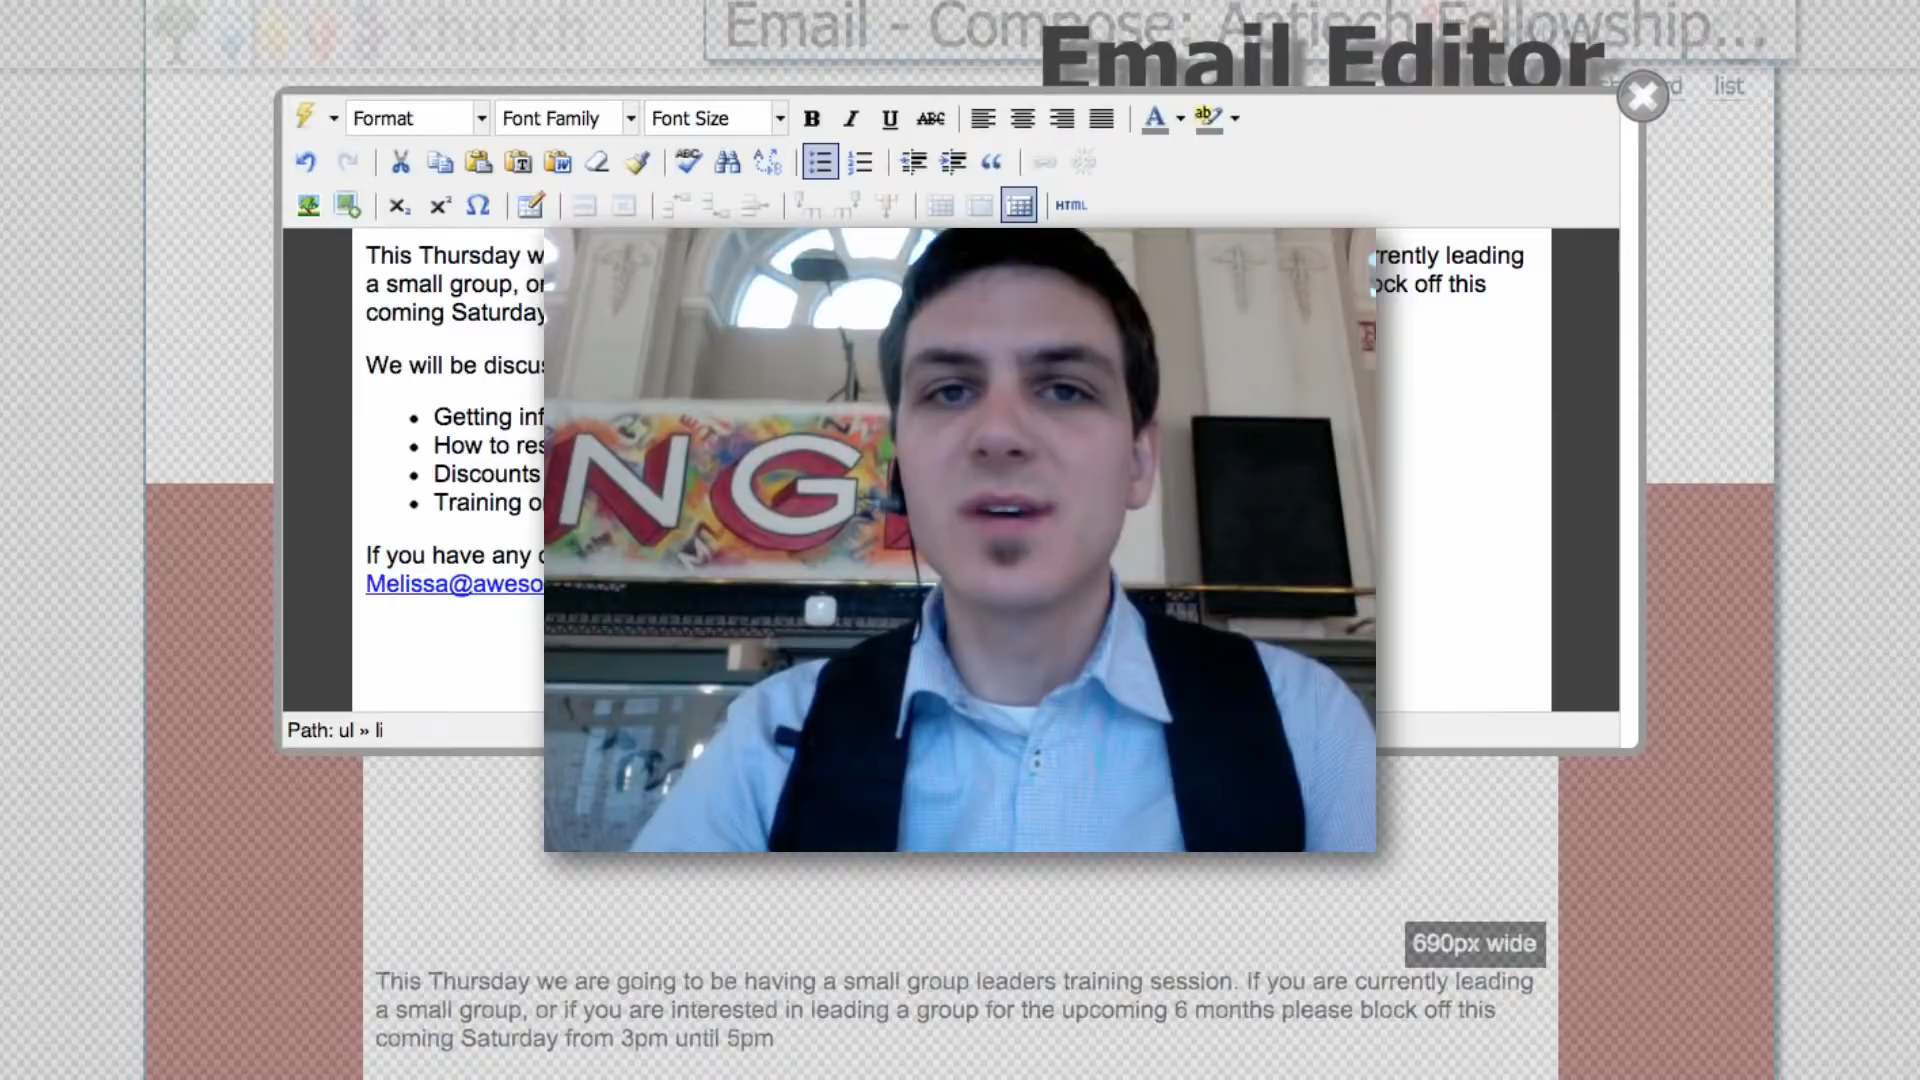 Email - Compose: Antioch Fellowship...
Email Editor
list
Format
Font Family
Font Size
B I U ABC
A ab
ABC
T W
HTML
This Thursday w
rently leading
a small group, or
ock off this
coming Saturday
We will be discus
Getting inf
How to res
Discounts
Training o
If you have any
Melissa@aweso
NG
Path: ul » li
690px wide
This Thursday we are going to be having a small group leaders training session. If you are currently leading
a small group, or if you are interested in leading a group for the upcoming 6 months please block off this
coming Saturday from 3pm until 5pm